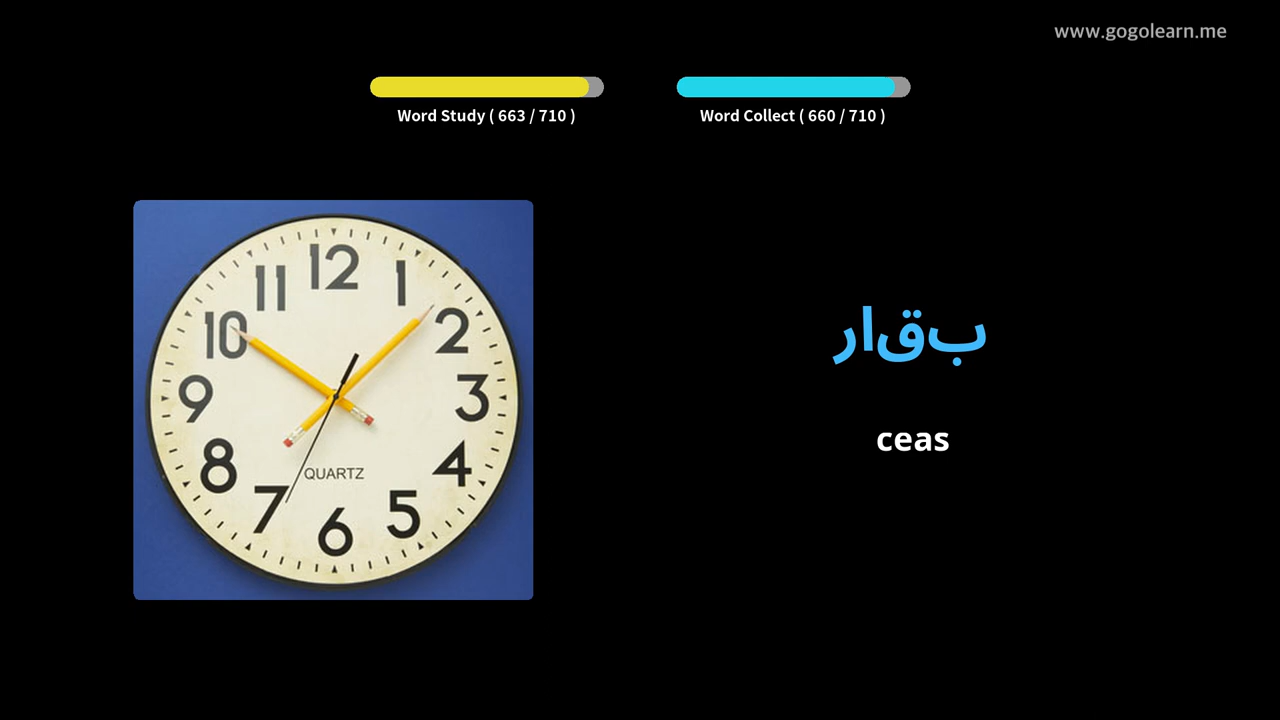 www.gogolearn.me
Word Study ( 663 / 710 )
Word Collect ( 660 / 710 )
12
1
2
3
4
5
6
7
8
9
10
11
QUARTZ
بقار
ceas